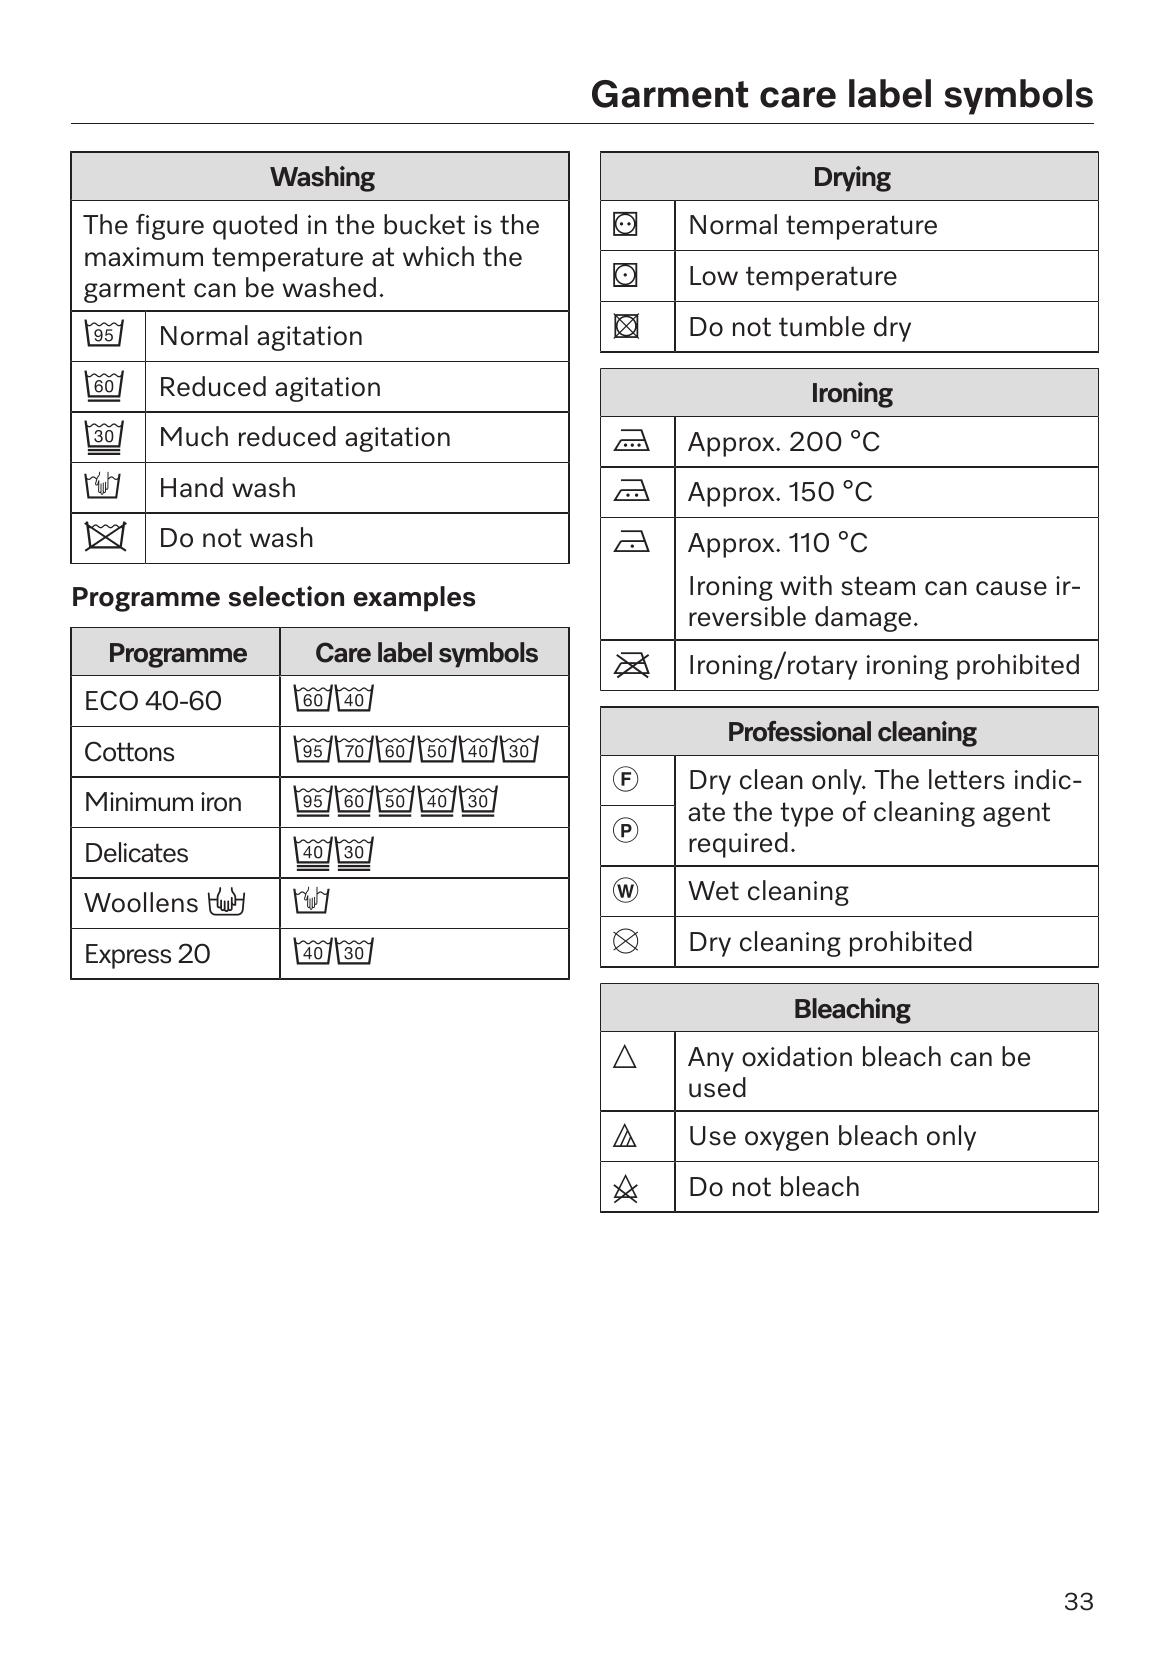 Garment care label symbols
Washing
The figure quoted in the bucket is the
maximum temperature at which the
garment can be washed.
95 Normal agitation
60 Reduced agitation
30 Much reduced agitation
Hand wash
Do not wash
Programme selection examples
Programme Care label symbols
ECO 40-60 60 40
Cottons 95 70 60 50 40 30
Minimum iron 95 60 50 40 30
Delicates 40 30
Woollens
Express 20 40 30
Drying
Normal temperature
Low temperature
Do not tumble dry
Ironing
Approx. 200 °C
Approx. 150 °C
Approx. 110 °C
Ironing with steam can cause ir-
reversible damage.
Ironing/rotary ironing prohibited
Professional cleaning
F Dry clean only. The letters indic-
P ate the type of cleaning agent
required.
W Wet cleaning
Dry cleaning prohibited
Bleaching
Any oxidation bleach can be
used
Use oxygen bleach only
Do not bleach
33